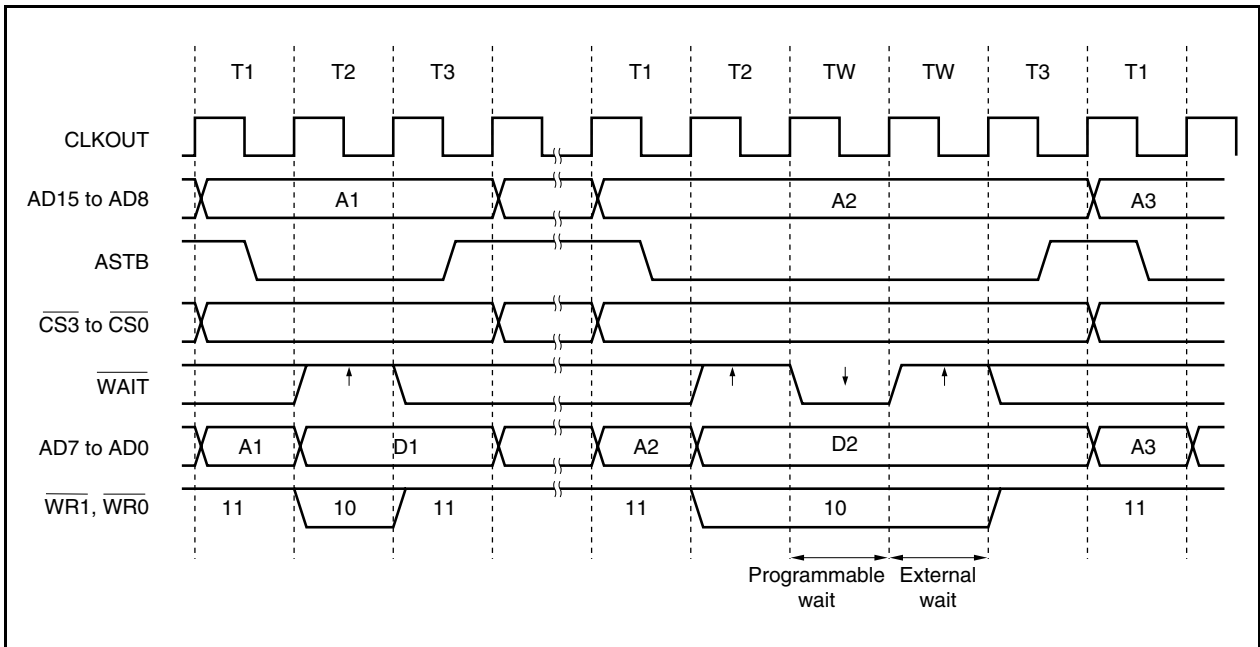 T1 T2 T3 T1 T2 TW TW T3 T1
CLKOUT
AD15 to AD8 A1 A2 A3
ASTB
CS3 to CS0
WAIT
AD7 to AD0 A1 D1 A2 D2 A3
WR1, WR0 11 10 11 11 10 11
Programmable wait
External wait